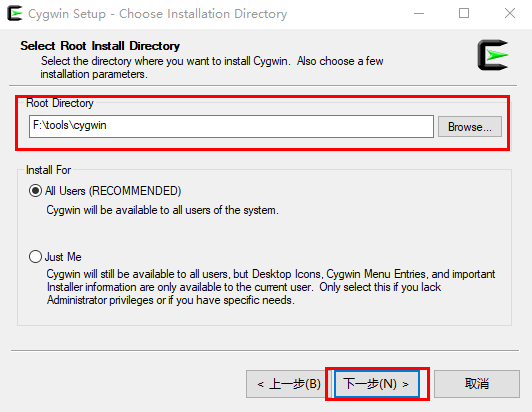 Cygwin Setup - Choose Installation Directory
Select Root Install Directory
Select the directory where you want to install Cygwin. Also choose a few
installation parameters.
Root Directory
F:\tools\cygwin
Browse...
Install For
All Users (RECOMMENDED)
Cygwin will be available to all users of the system.
Just Me
Cygwin will still be available to all users, but Desktop Icons, Cygwin Menu Entries, and important
Installer information are only available to the current user. Only select this if you lack
Administrator privileges or if you have specific needs.
< 上一步(B)
下一步(N) >
取消